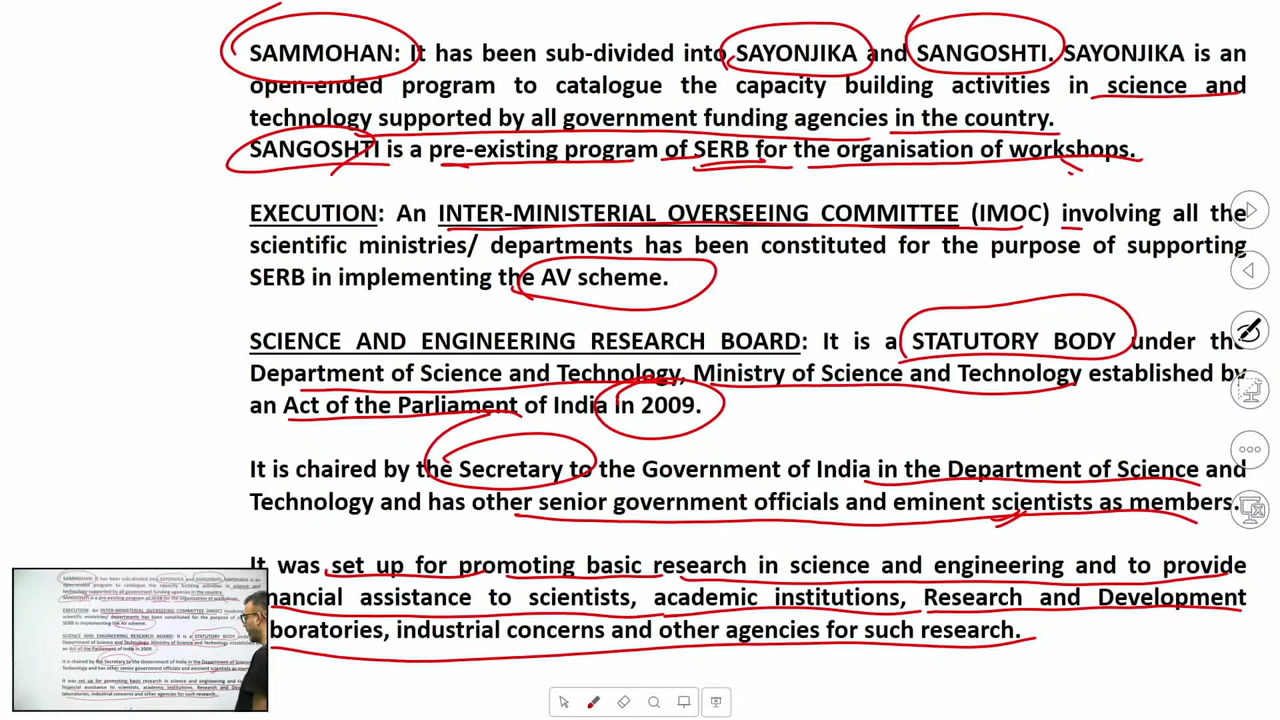 SAMMOHAN: It has been sub-divided into SAYONJIKA and SANGOSHTI. SAYONJIKA is an
open-ended program to catalogue the capacity building activities in science and
technology supported by all government funding agencies in the country.
SANGOSHTI is a pre-existing program of SERB for the organisation of workshops.
EXECUTION: An INTER-MINISTERIAL OVERSEEING COMMITTEE (IMOC) involving all the
scientific ministries/ departments has been constituted for the purpose of supporting
SERB in implementing the AV scheme.
SCIENCE AND ENGINEERING RESEARCH BOARD: It is a STATUTORY BODY under the
Department of Science and Technology, Ministry of Science and Technology established by
an Act of the Parliament of India in 2009.
It is chaired by the Secretary to the Government of India in the Department of Science and
Technology and has other senior government officials and eminent scientists as members.
It was set up for promoting basic research in science and engineering and to provide
financial assistance to scientists, academic institutions, Research and Development
laboratories, industrial concerns and other agencies for such research.